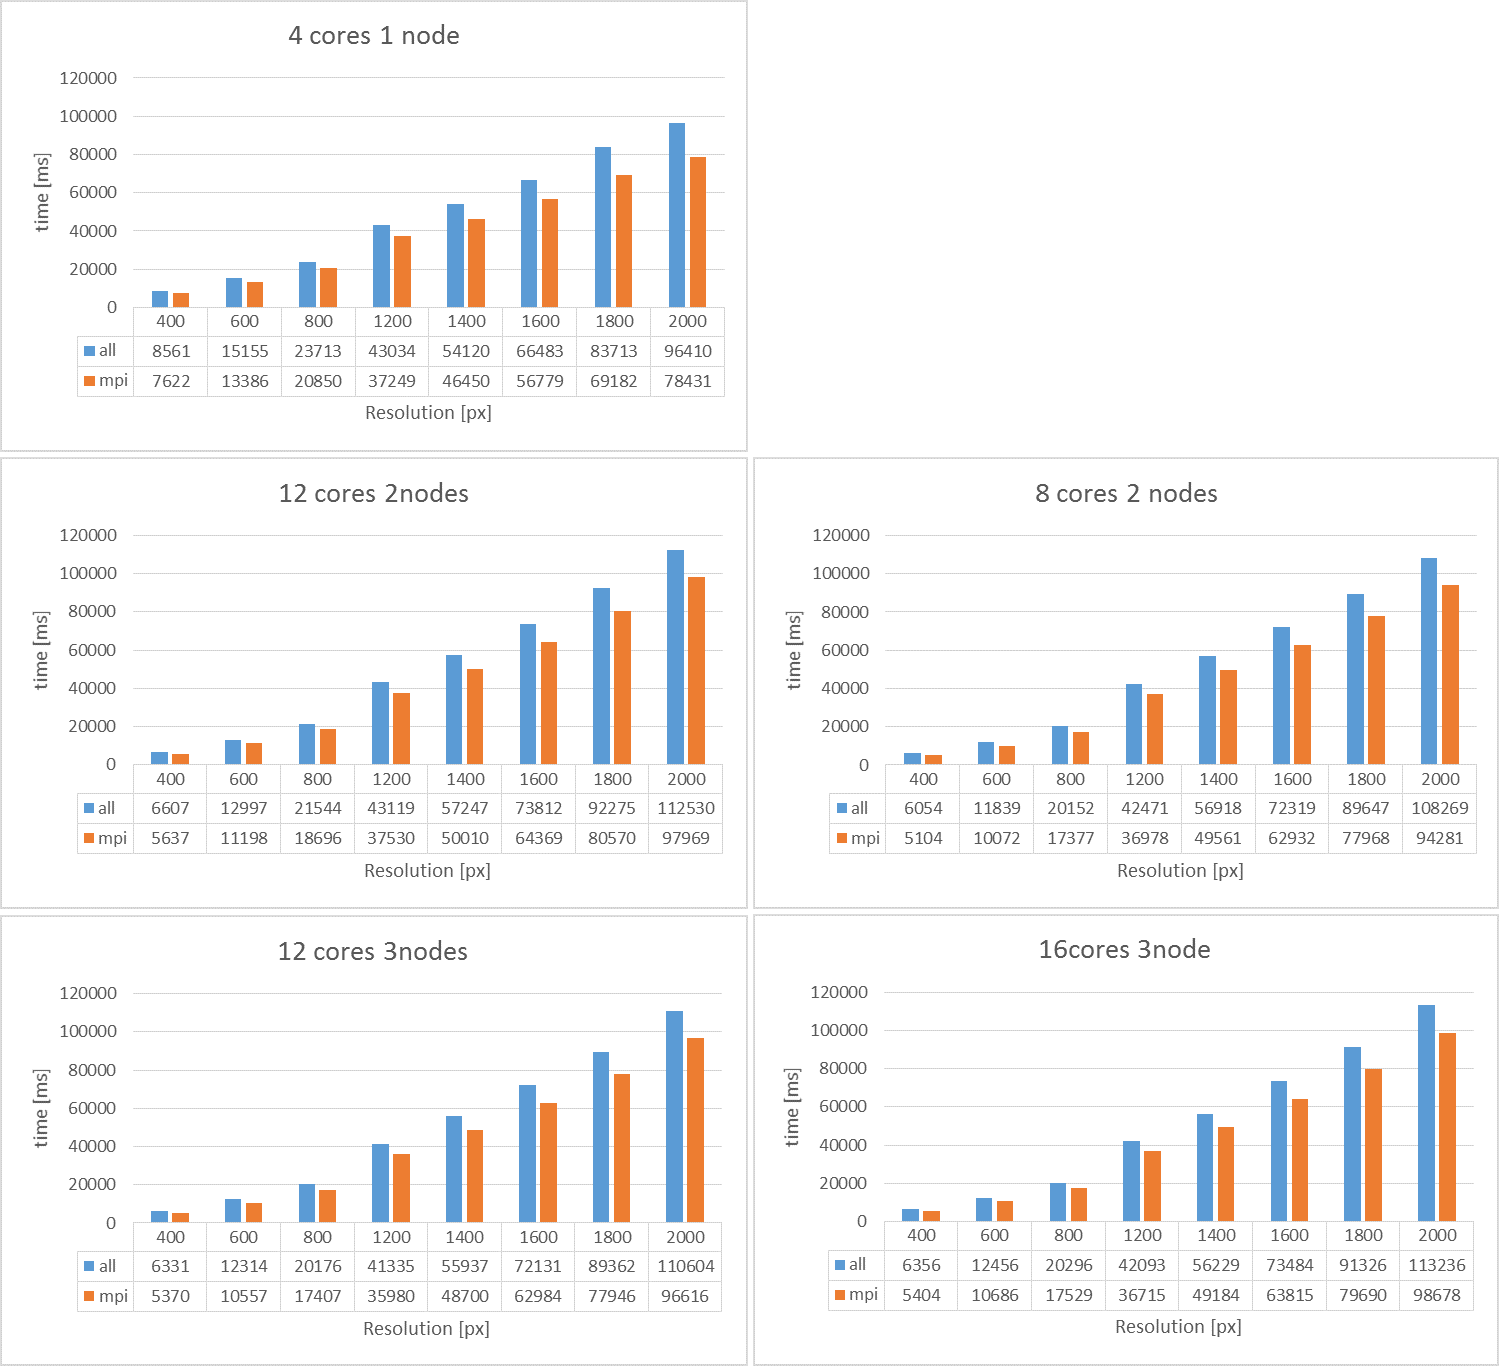 4 cores 1 node
120000
100000
80000
60000
40000
20000
0
time [ms]
400 600 800 1200 1400 1600 1800 2000
all 8561 15155 23713 43034 54120 66483 83713 96410
mpi 7622 13386 20850 37249 46450 56779 69182 78431
Resolution [px]
12 cores 2nodes
120000
100000
80000
60000
40000
20000
0
time [ms]
400 600 800 1200 1400 1600 1800 2000
all 6607 12997 21544 43119 57247 73812 92275 112530
mpi 5637 11198 18696 37530 50010 64369 80570 97969
Resolution [px]
8 cores 2 nodes
120000
100000
80000
60000
40000
20000
0
time [ms]
400 600 800 1200 1400 1600 1800 2000
all 6054 11839 20152 42471 56918 72319 89647 108269
mpi 5104 10072 17377 36978 49561 62932 77968 94281
Resolution [px]
12 cores 3nodes
120000
100000
80000
60000
40000
20000
0
time [ms]
400 600 800 1200 1400 1600 1800 2000
all 6331 12314 20176 41335 55937 72131 89362 110604
mpi 5370 10557 17407 35980 48700 62984 77946 96616
Resolution [px]
16cores 3node
120000
100000
80000
60000
40000
20000
0
time [ms]
400 600 800 1200 1400 1600 1800 2000
all 6356 12456 20296 42093 56229 73484 91326 113236
mpi 5404 10686 17529 36715 49184 63815 79690 98678
Resolution [px]